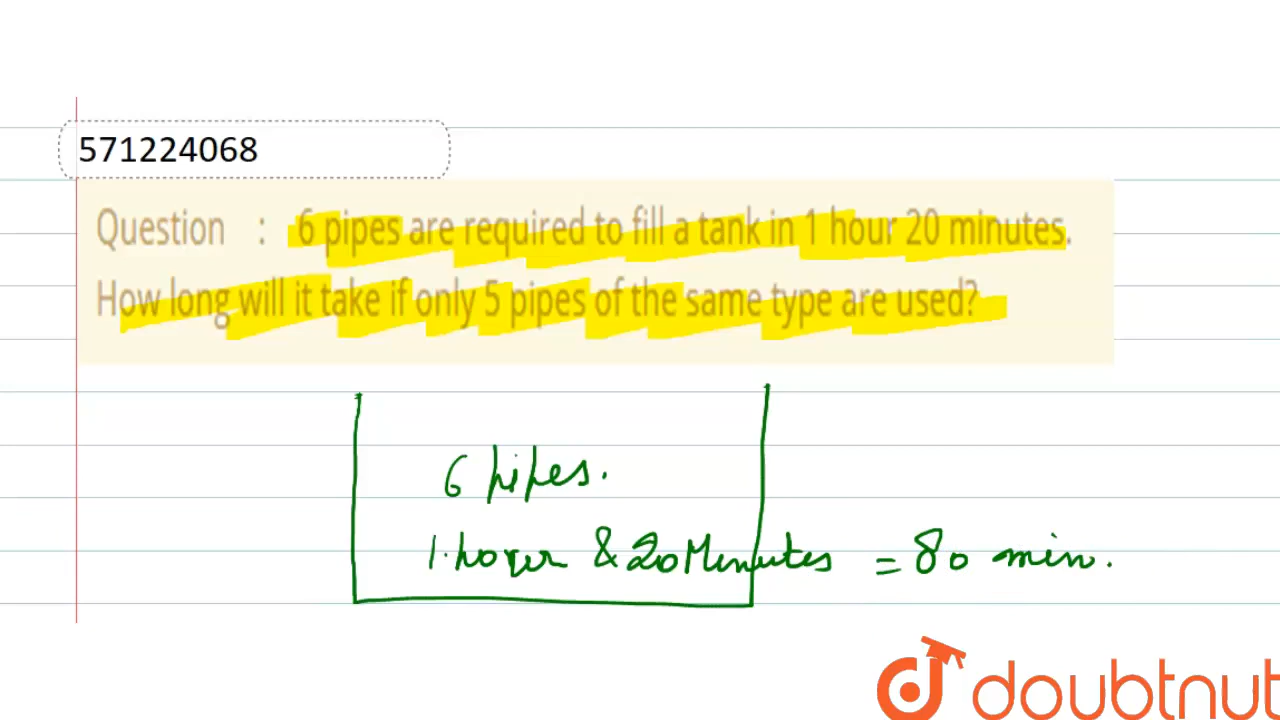 571224068
Question : 6 pipes are required to fill a tank in 1 hour 20 minutes.
How long will it take if only 5 pipes of the same type are used?
6 pipes.
1 hour & 20 Minutes = 80 min.
doubtnut